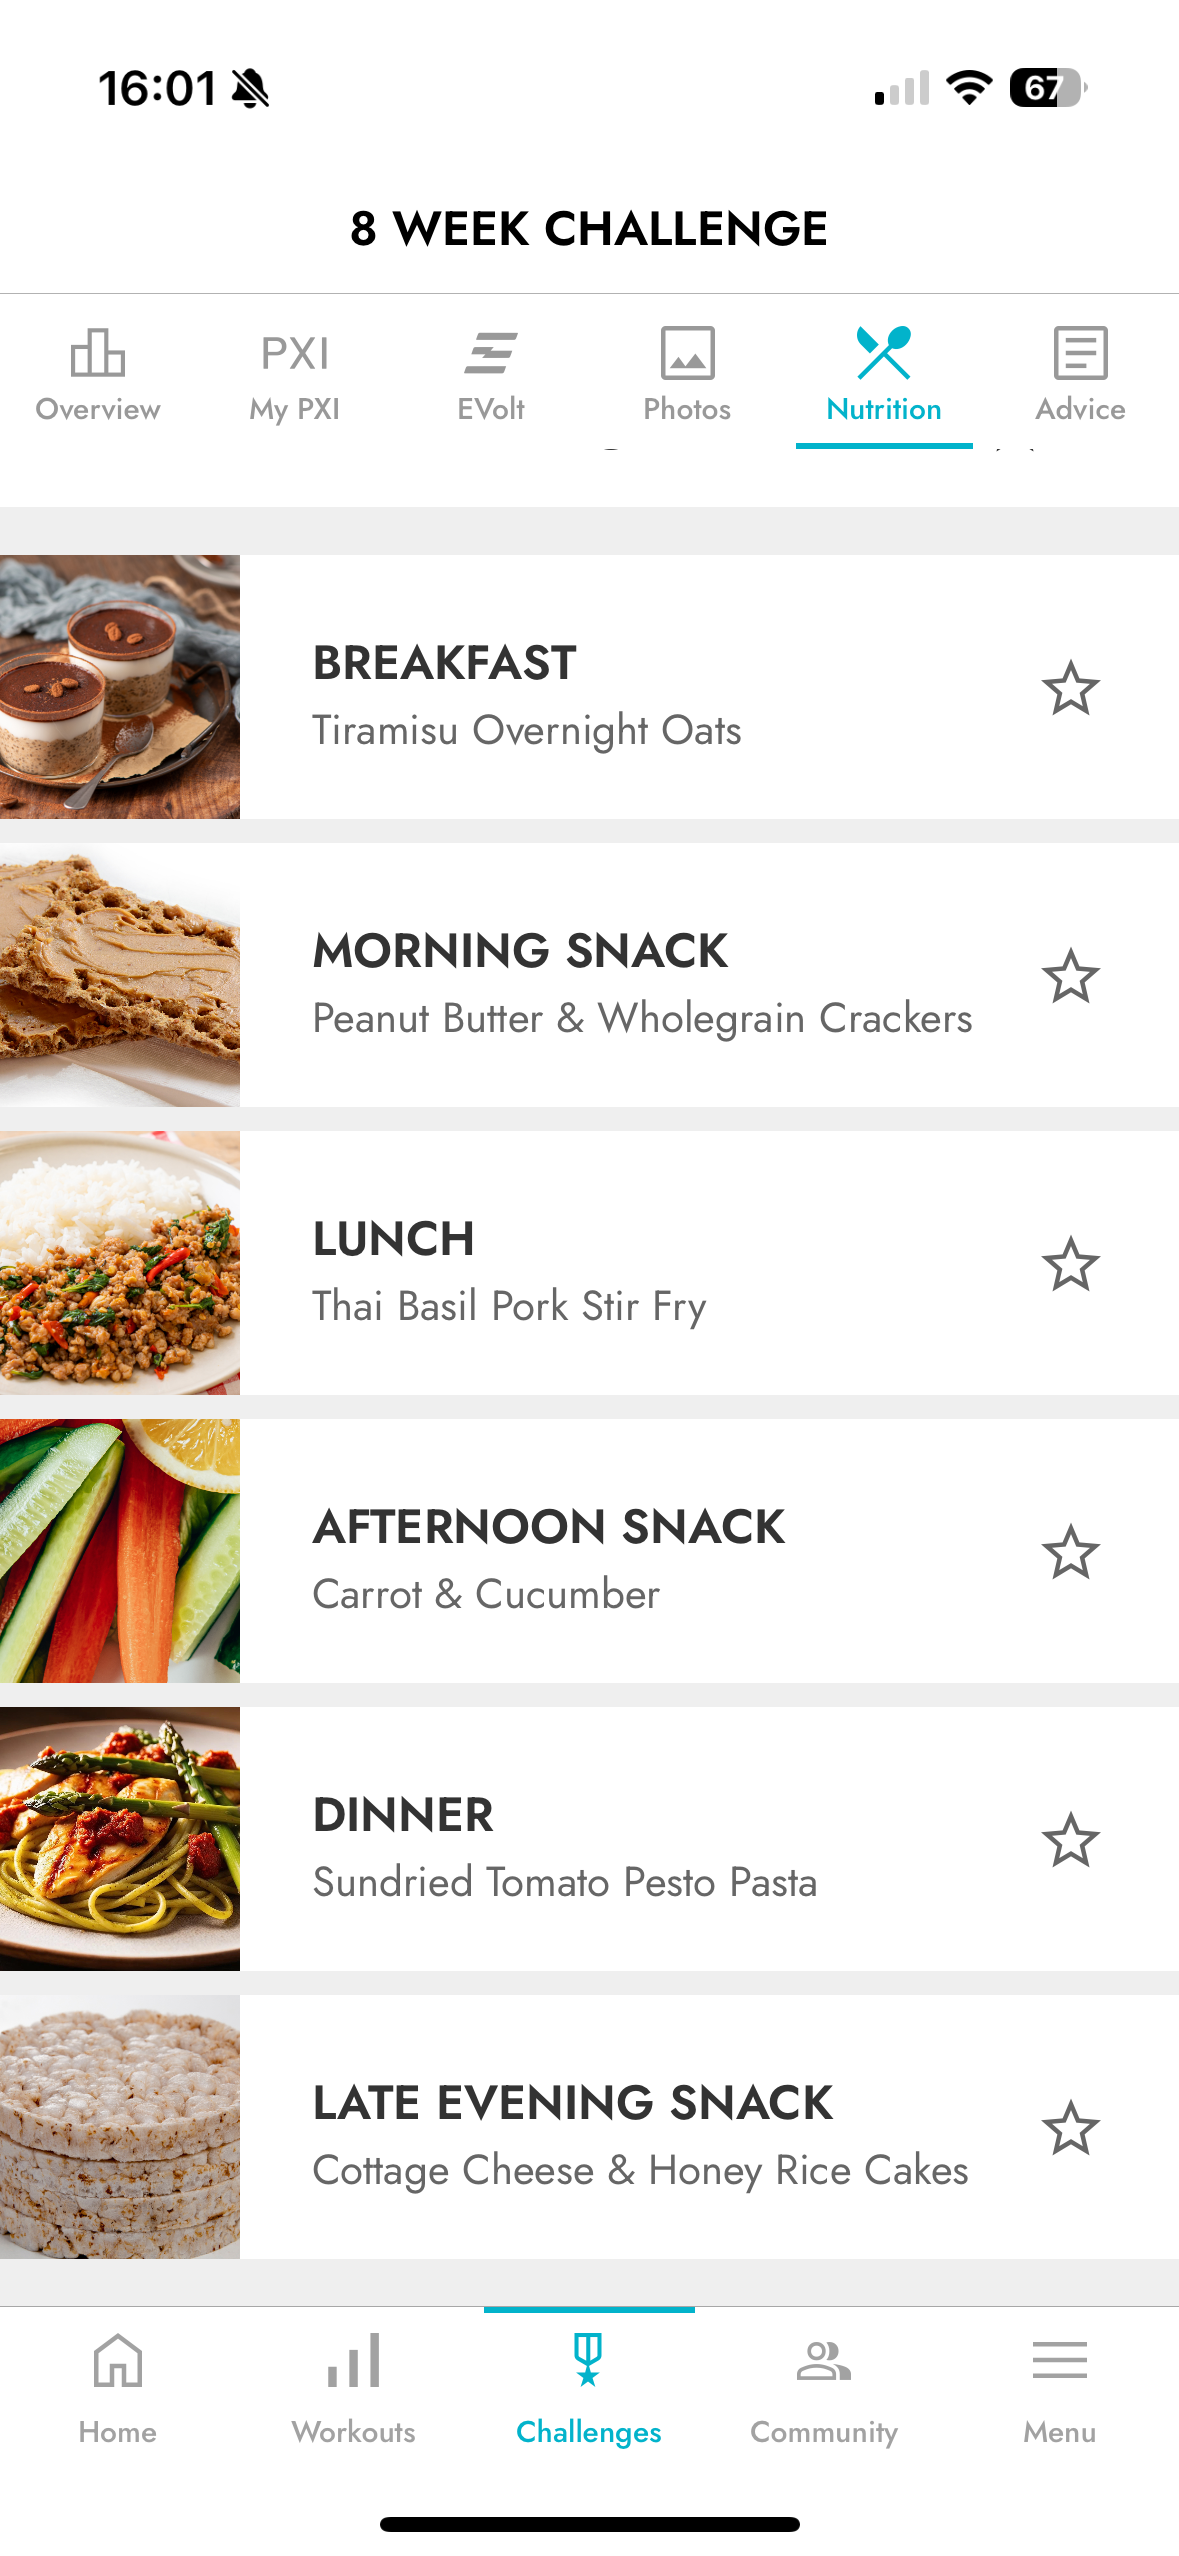 16:01
67
8 WEEK CHALLENGE
PXI
Overview My PXI EVolt Photos Nutrition Advice
BREAKFAST
Tiramisu Overnight Oats
MORNING SNACK
Peanut Butter & Wholegrain Crackers
LUNCH
Thai Basil Pork Stir Fry
AFTERNOON SNACK
Carrot & Cucumber
DINNER
Sundried Tomato Pesto Pasta
LATE EVENING SNACK
Cottage Cheese & Honey Rice Cakes
Home Workouts Challenges Community Menu